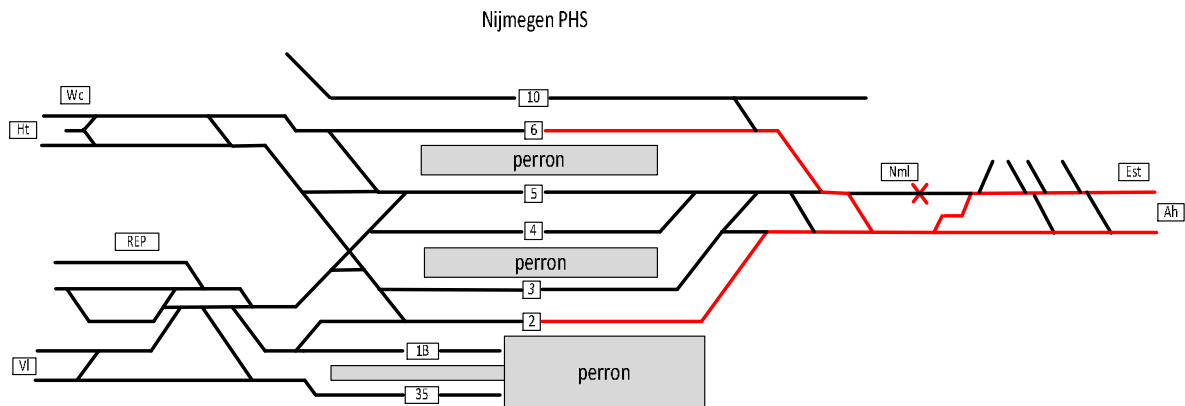 Nijmegen PHS
Wc
10
Ht
6
perron
Nml
Est
5
Ah
4
REP
perron
3
2
1B
Vl
perron
35